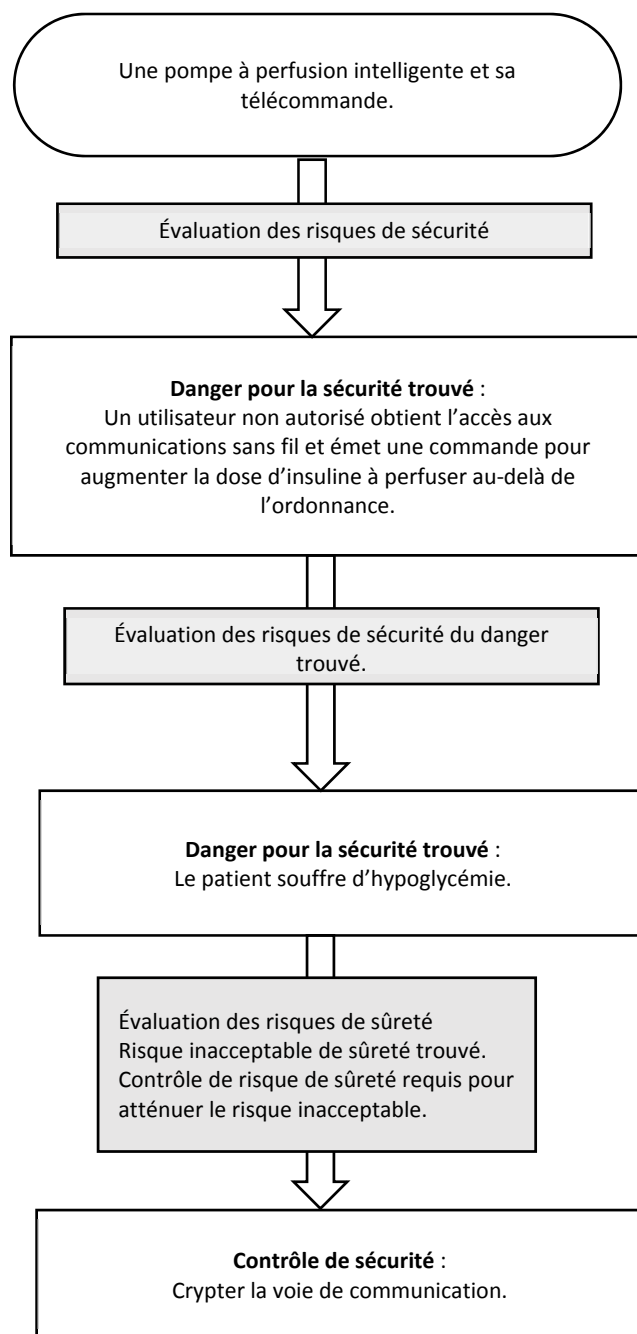 Une pompe à perfusion intelligente et sa
télécommande.
Évaluation des risques de sécurité
Danger pour la sécurité trouvé :
Un utilisateur non autorisé obtient l’accès aux
communications sans fil et émet une commande pour
augmenter la dose d’insuline à perfuser au-delà de
l’ordonnance.
Évaluation des risques de sécurité du danger
trouvé.
Danger pour la sécurité trouvé :
Le patient souffre d’hypoglycémie.
Évaluation des risques de sûreté
Risque inacceptable de sûreté trouvé.
Contrôle de risque de sûreté requis pour
atténuer le risque inacceptable.
Contrôle de sécurité :
Crypter la voie de communication.